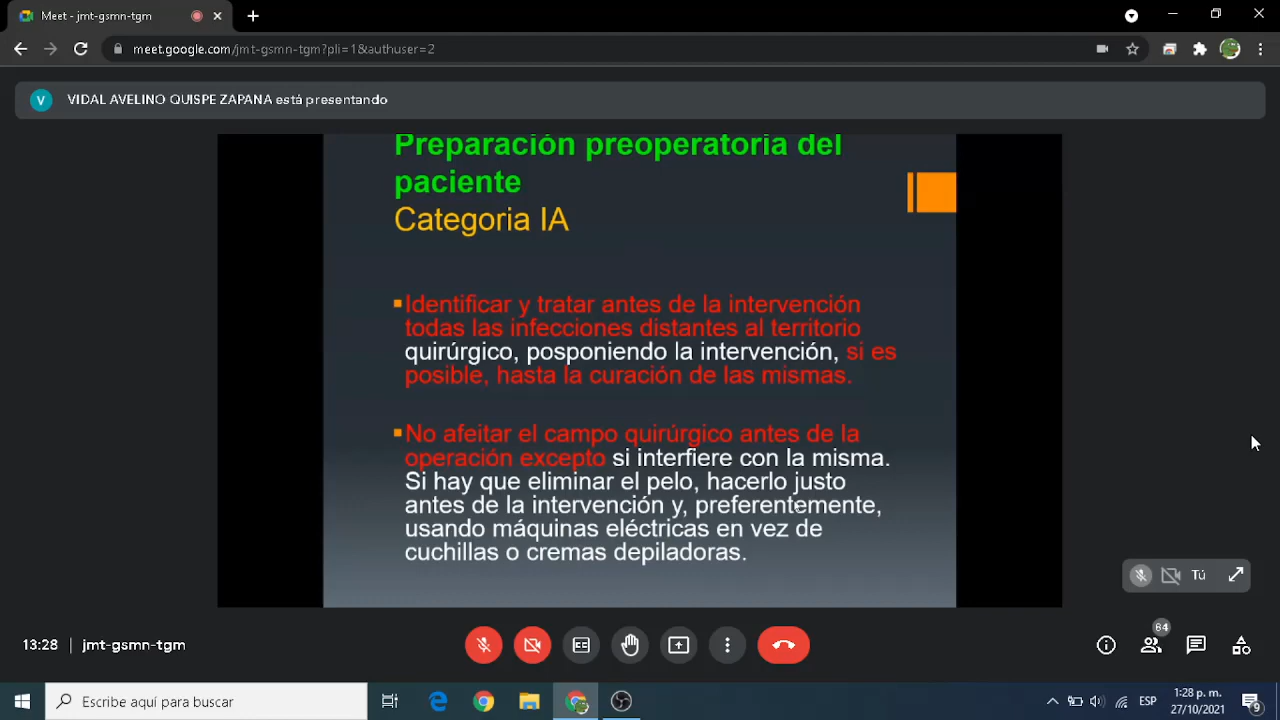 Meet - jmt-gsmn-tgm
meet.google.com/jmt-gsmn-tgm?pli=1&authuser=2
V VIDAL AVELINO QUISPE ZAPANA está presentando
Preparación preoperatoria del
paciente
Categoria IA
Identificar y tratar antes de la intervención
todas las infecciones distantes al territorio
quirúrgico, posponiendo la intervención, si es
posible, hasta la curación de las mismas.
No afeitar el campo quirúrgico antes de la
operación excepto si interfiere con la misma.
Si hay que eliminar el pelo, hacerlo justo
antes de la intervención y, preferentemente,
usando máquinas eléctricas en vez de
cuchillas o cremas depiladoras.
Tú
13:28 | jmt-gsmn-tgm
CC
64
Escribe aquí para buscar
ESP
1:28 p. m.
27/10/2021
9